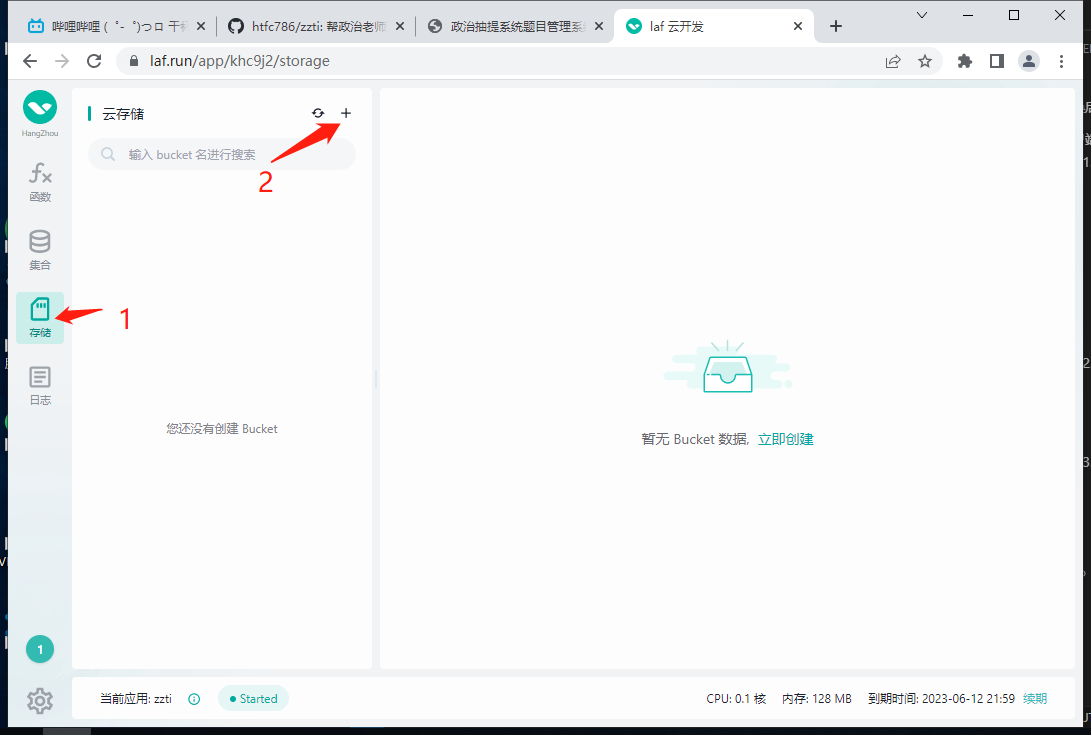 哔哩哔哩 ( ゜- ゜)つロ 干杯
htfc786/zzti: 帮政治老师
政治抽提系统题目管理系
laf 云开发
laf.run/app/khc9j2/storage
HangZhou
云存储
输入 bucket 名进行搜索
2
函数
集合
1
存储
日志
您还没有创建 Bucket
暂无 Bucket 数据, 立即创建
1
当前应用: zzti
Started
CPU: 0.1 核
内存: 128 MB
到期时间: 2023-06-12 21:59
续期